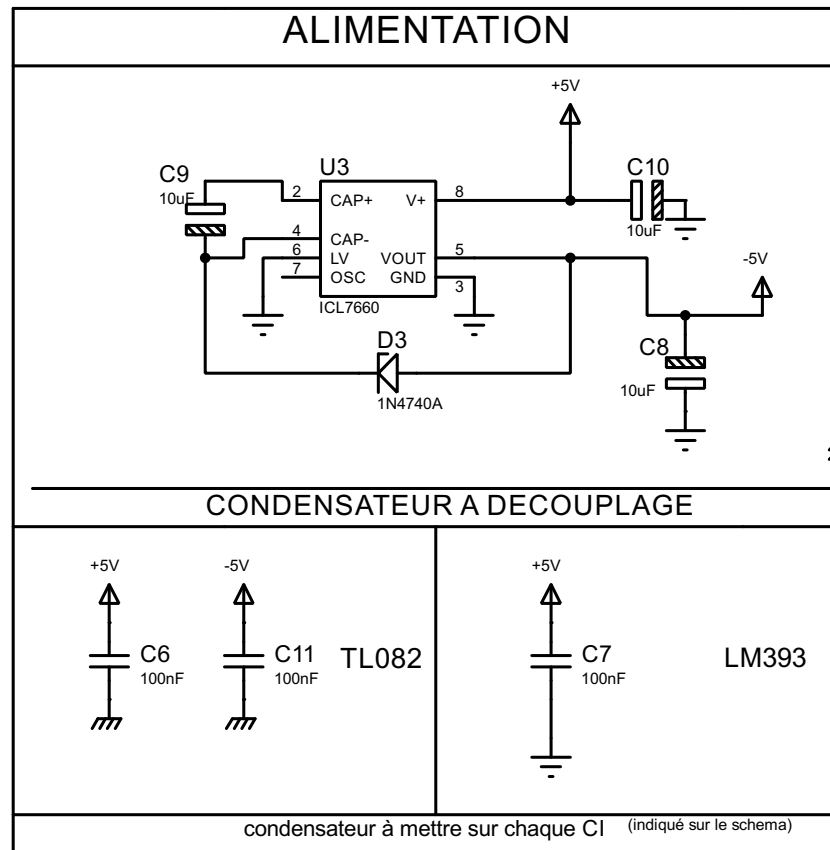 ALIMENTATION
+5V
U3
C9
10uF
C10
10uF
2
4
6
7
CAP+
CAP-
LV
OSC
V+
VOUT
GND
8
5
3
ICL7660
-5V
D3
1N4740A
C8
10uF
CONDENSATEUR A DECOUPLAGE
+5V
-5V
+5V
C6
100nF
C11
100nF
TL082
C7
100nF
LM393
condensateur à mettre sur chaque CI (indiqué sur le schema)